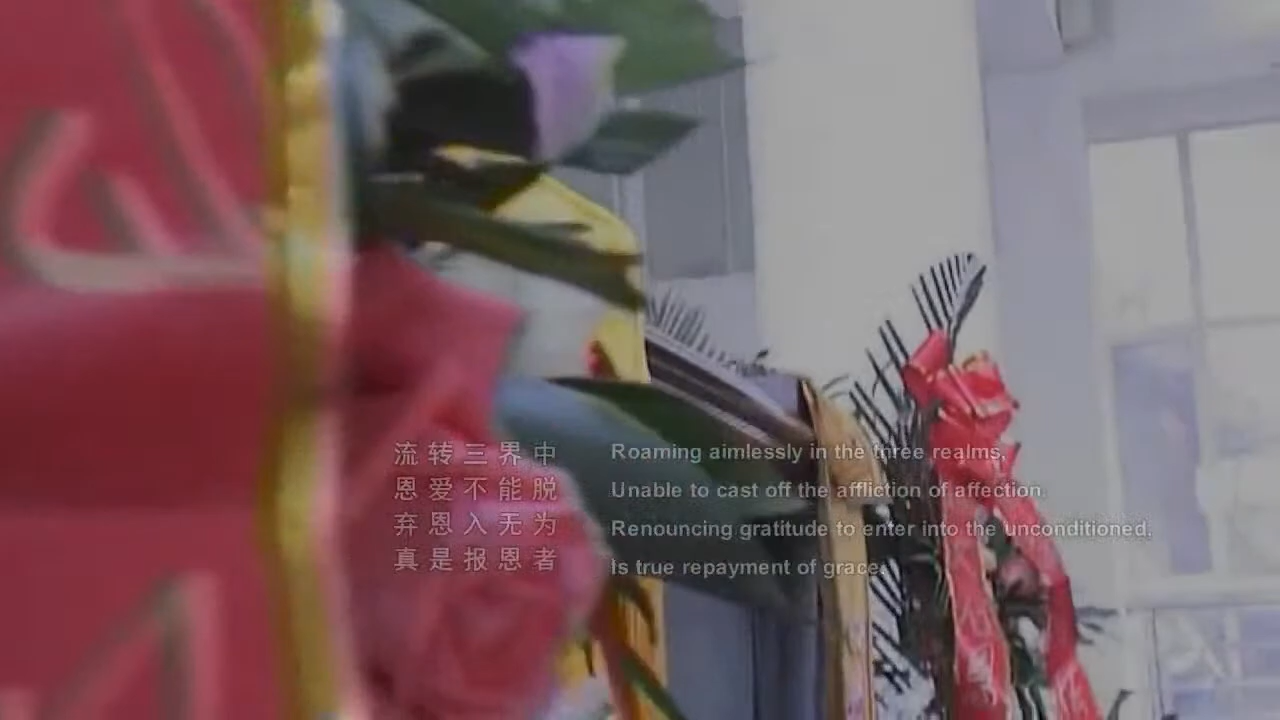 流转三界中
恩爱不能脱
弃恩入无为
真是报恩者
Roaming aimlessly in the three realms,
Unable to cast off the affliction of affection
Renouncing gratitude to enter into the unconditioned.
Is true repayment of grace.